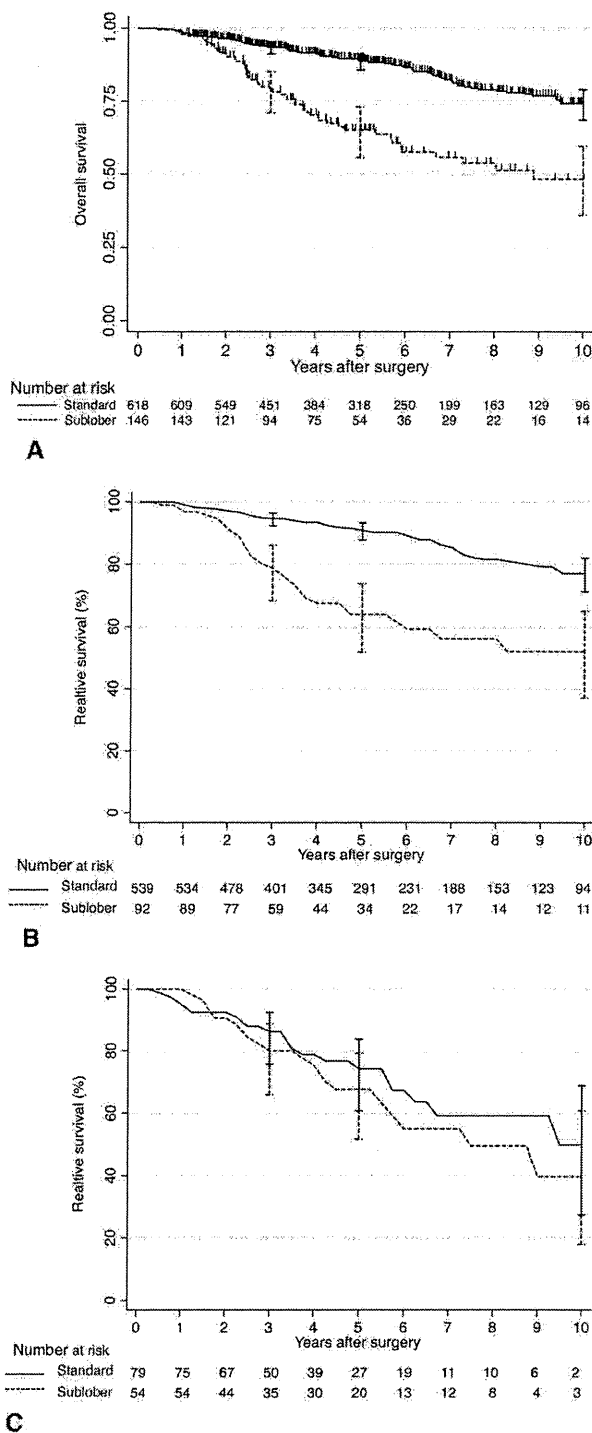 1.00
0.75
0.50
0.25
0.00
Overall survival
0 1 2 3 4 5 6 7 8 9 10
Years after surgery
Number at risk
Standard 618 609 549 451 384 318 250 199 163 129 96
Sublober 146 143 121 94 75 54 36 29 22 16 14
A
100
80
60
40
20
0
Realtive survival (%)
0 1 2 3 4 5 6 7 8 9 10
Years after surgery
Number at risk
Standard 539 534 478 401 345 291 231 188 153 123 94
Sublober 92 89 77 59 44 34 22 17 14 12 11
B
100
80
60
40
20
0
Realtive survival (%)
0 1 2 3 4 5 6 7 8 9 10
Years after surgery
Number at risk
Standard 79 75 67 50 39 27 19 11 10 6 2
Sublober 54 54 44 35 30 20 13 12 8 4 3
C